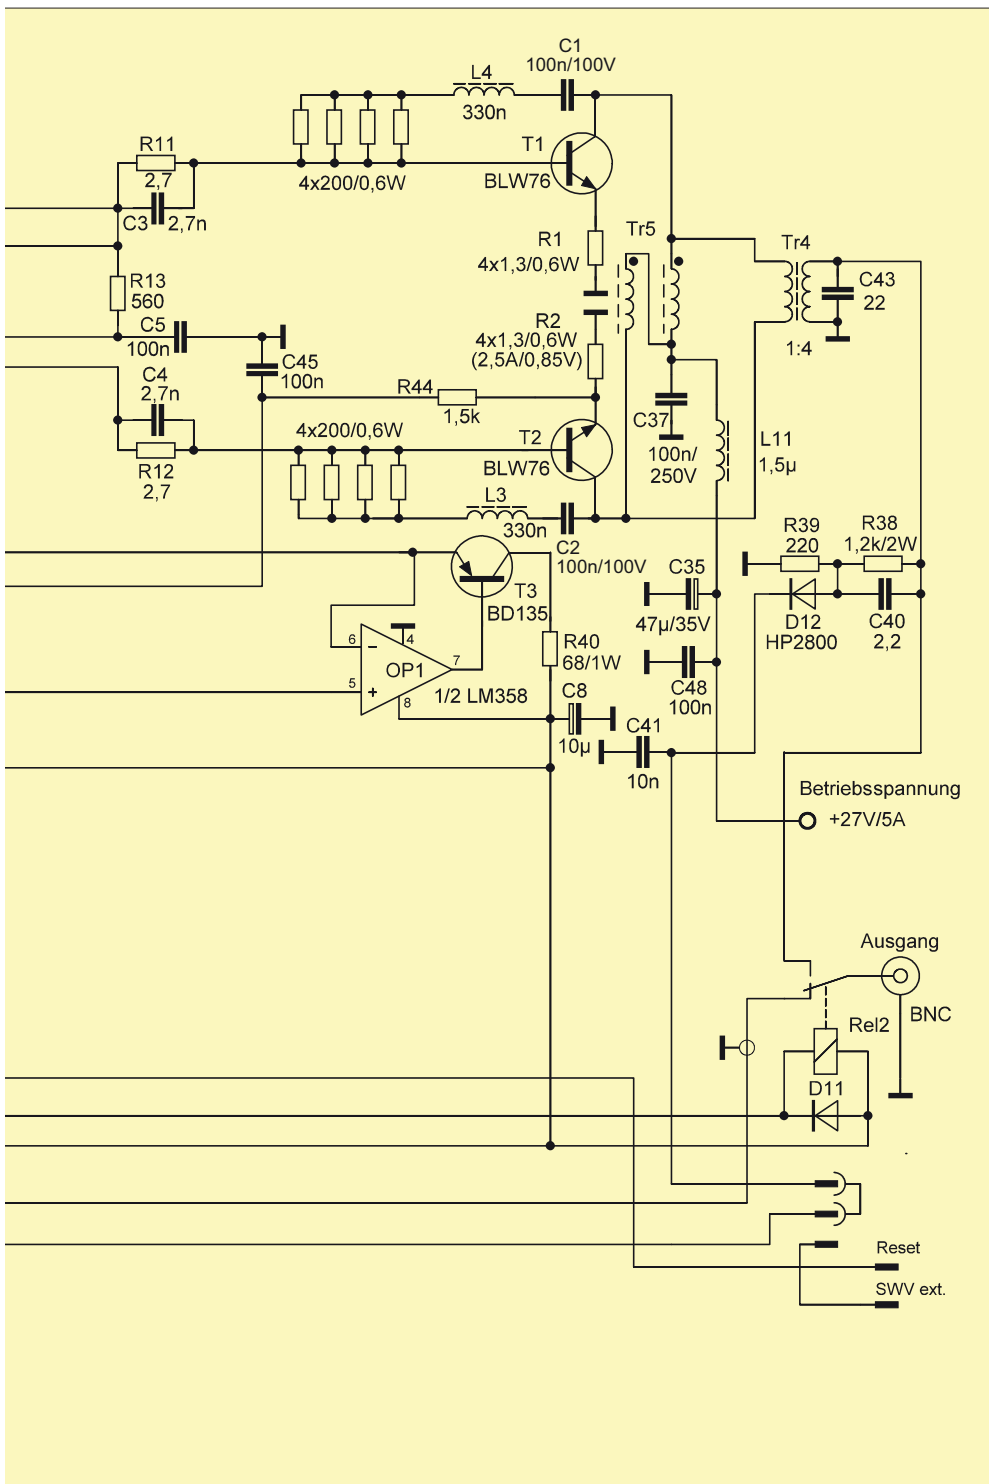 C1
100n/100V
L4
330n
R11
2,7
C3 2,7n
4x200/0,6W
T1
BLW76
R1
4x1,3/0,6W
Tr5
Tr4
C43
22
1:4
R13
560
C5
100n
C45
100n
R2
4x1,3/0,6W
(2,5A/0,85V)
C4
2,7n
R44
1,5k
C37
100n/
250V
L11
1,5µ
R12
2,7
4x200/0,6W
T2
BLW76
L3
330n
C2
100n/100V
R39
220
R38
1,2k/2W
T3
BD135
C35
47µ/35V
D12
HP2800
C40
2,2
6
4
−
OP1
7
5
+
8
1/2 LM358
R40
68/1W
C48
100n
C8
10µ
C41
10n
Betriebsspannung
+27V/5A
Ausgang
BNC
Rel2
D11
Reset
SWV ext.